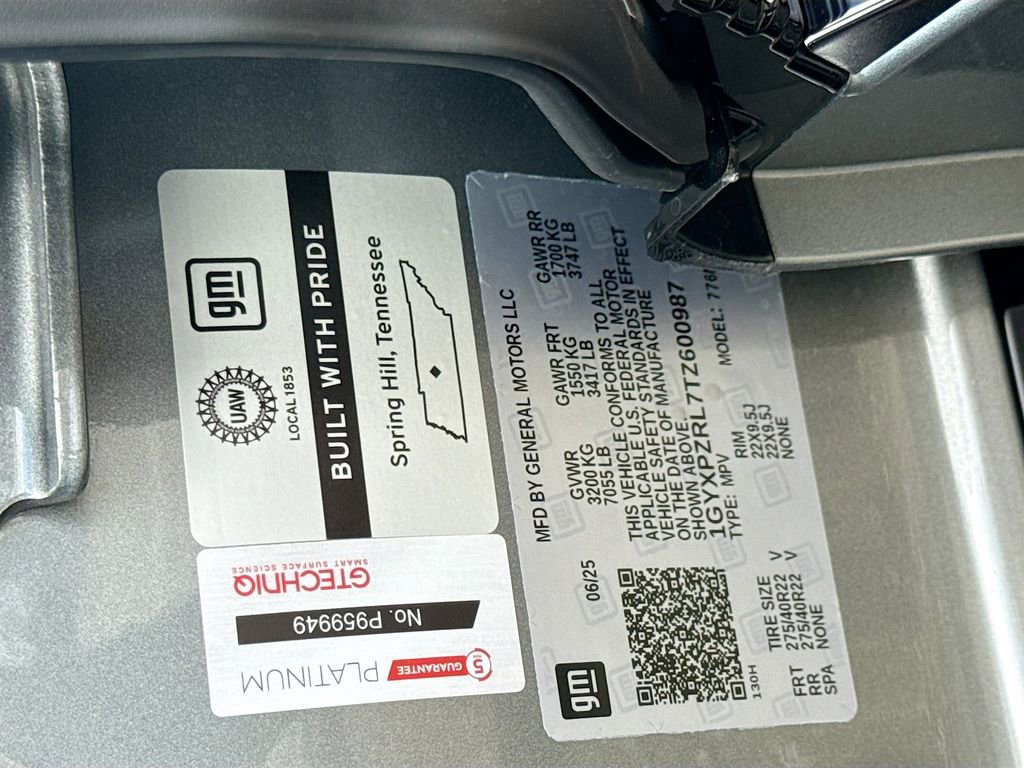 gm
UAW
LOCAL 1853
BUILT WITH PRIDE
Spring Hill, Tennessee
GTECHNIQ
SMART SURFACE SCIENCE
No. P959949
PLATINUM
GUARANTEE
5
gm
06/25
MFD BY GENERAL MOTORS LLC
GVWR GAWR FRT GAWR RR
3200 KG 1550 KG 1700 KG
7055 LB 3417 LB 3747 LB
THIS VEHICLE CONFORMS TO ALL
APPLICABLE U.S. FEDERAL MOTOR
VEHICLE SAFETY STANDARDS IN EFFECT
ON THE DATE OF MANUFACTURE
SHOWN ABOVE.
1GYXPZRL7TZ600987
TYPE: MPV MODEL: 776
130H
TIRE SIZE RIM
FRT 275/40R22 V 22X9.5J
RR 275/40R22 V 22X9.5J
SPA NONE NONE